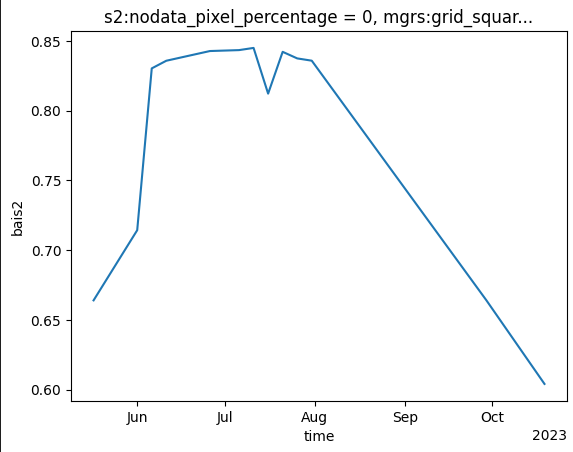 s2:nodata_pixel_percentage = 0, mgrs:grid_squar...
0.85
0.80
0.75
0.70
0.65
0.60
bais2
Jun Jul Aug Sep Oct
time
2023